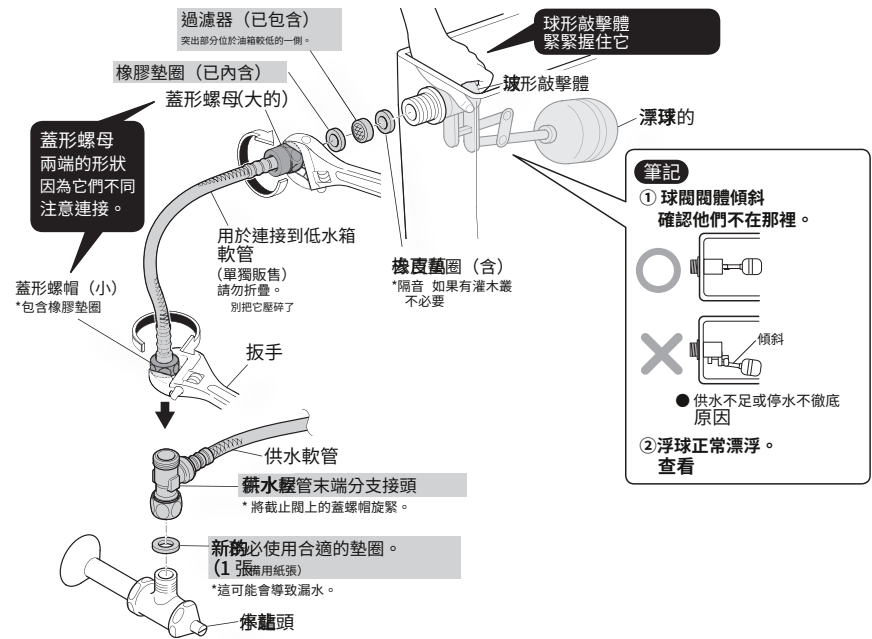 過濾器（已包含）
突出部分位於油箱較低的一側。
橡膠墊圈（已內含）
蓋形螺母(大的）
球形敲擊體
緊緊握住它
形敲擊體
漂球的
蓋形螺母
兩端的形狀
因為它們不同
注意連接。
用於連接到低水箱
軟管
（單獨販售）
請勿折疊。
別把它壓碎了
蓋形螺帽（小）
*包含橡膠墊圈
圈（含）
*隔音 如果有灌木叢
不必要
扳手
筆記
① 球閥閥體傾斜
確認他們不在那裡。
傾斜
● 供水不足或停水不徹底
原因
②浮球正常漂浮。
查看
供水軟管
管末端分支接頭
* 將截止閥上的蓋螺帽旋緊。
必使用合適的墊圈。
(1 張備用紙張）
*這可能會導致漏水。
頭